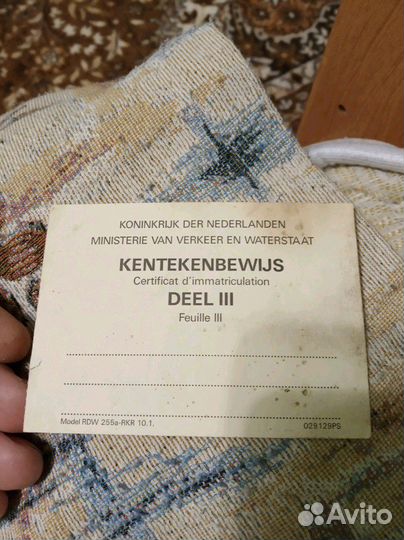 KONINKRIJK DER NEDERLANDEN
MINISTERIE VAN VERKEER EN WATERSTAAT
KENTEKENBEWIJS
Certificat d'immatriculation
DEEL III
Feuille III
Model RDW 255a-RKR 10.1. 029129PS
Avito